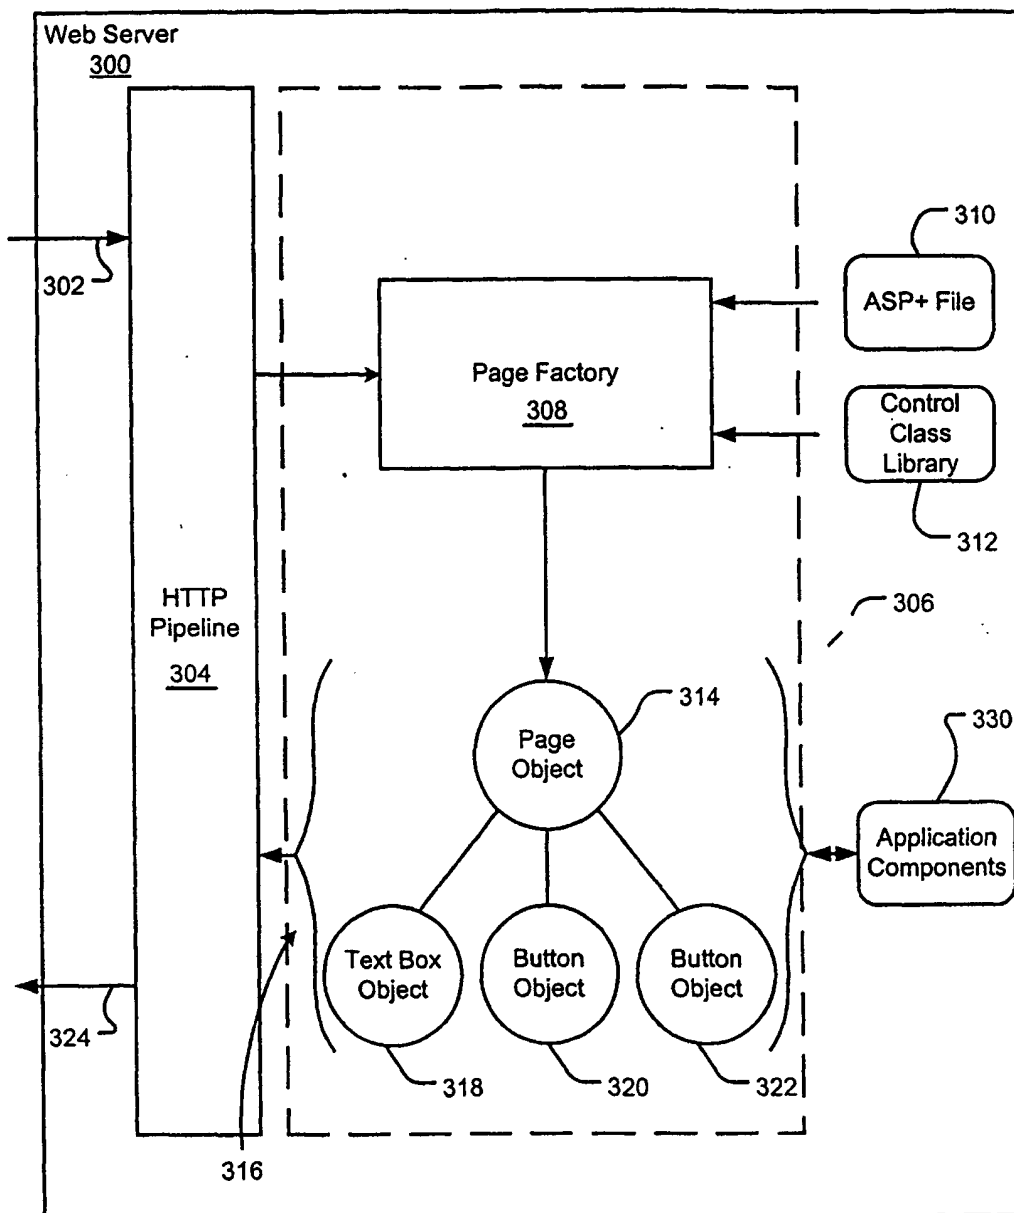 Web Server
300
302
310
ASP+ File
Page Factory
308
Control
Class
Library
312
HTTP
Pipeline
304
306
314
Page
Object
330
Application
Components
Text Box
Object
Button
Object
Button
Object
324
318
320
322
316